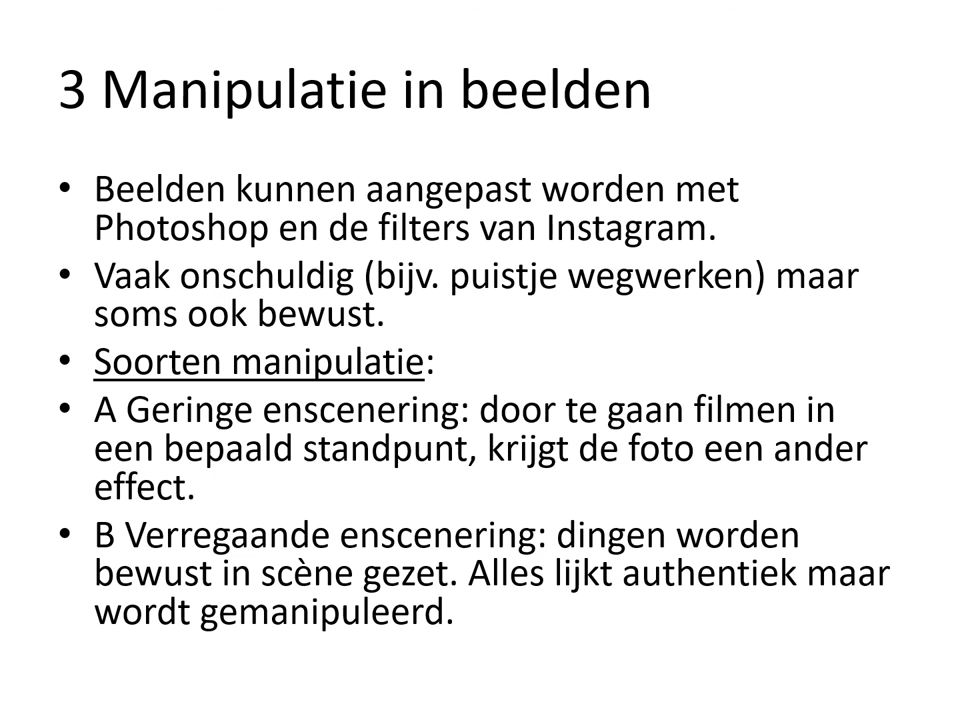 3 Manipulatie in beelden
• Beelden kunnen aangepast worden met
Photoshop en de filters van Instagram.
• Vaak onschuldig (bijv. puistje wegwerken) maar
soms ook bewust.
• Soorten manipulatie:
• A Geringe enscenering: door te gaan filmen in
een bepaald standpunt, krijgt de foto een ander
effect.
• B Verregaande enscenering: dingen worden
bewust in scène gezet. Alles lijkt authentiek maar
wordt gemanipuleerd.